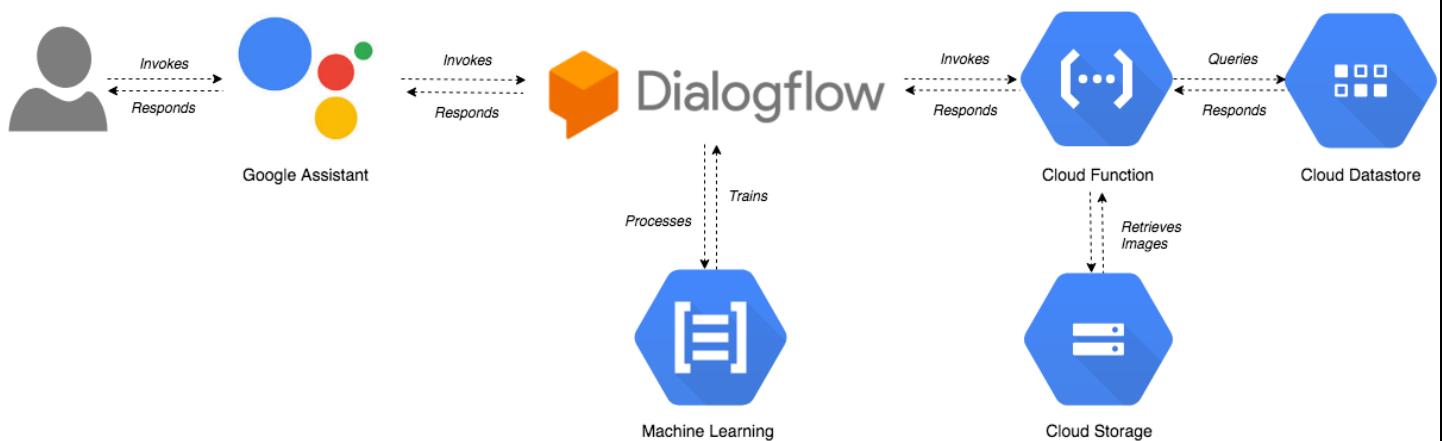 Invokes
Responds
Google Assistant
Invokes
Responds
Dialogflow
Invokes
Responds
Cloud Function
Queries
Responds
Cloud Datastore
Processes
Trains
Machine Learning
Retrieves
Images
Cloud Storage